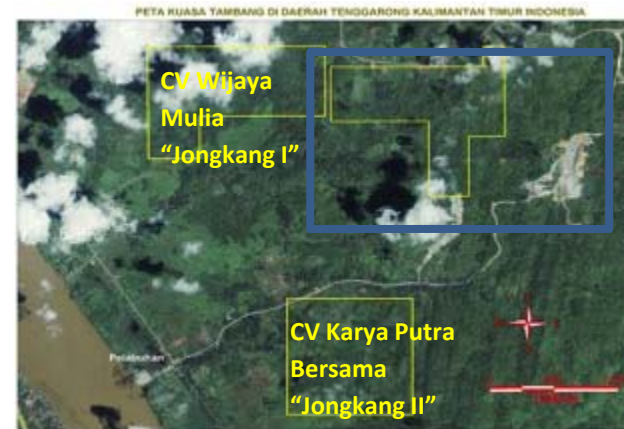 PETA KUASA TAMBANG DI DAERAH TENGGARONG KALIMANTAN TIMUR INDONESIA
CV Wijaya
Mulia
“Jongkang I”
CV Karya Putra
Bersama
“Jongkang II”
Pelabuhan